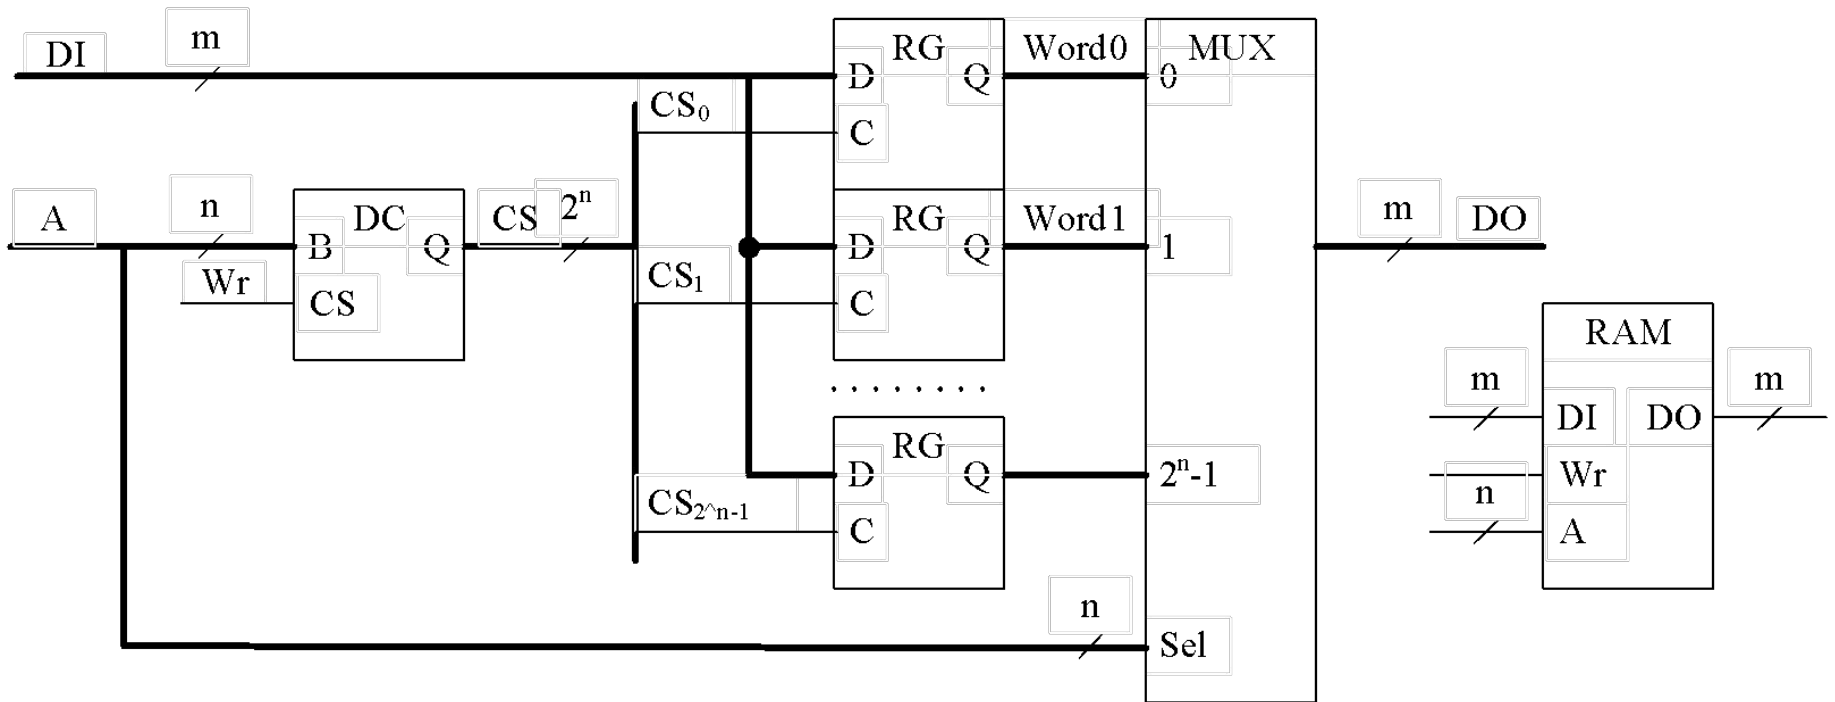 DI m RG Word0 MUX
D Q 0
CS₀
C
A n DC CS 2ⁿ RG Word1 m DO
B Q D Q 1
Wr CS CS₁ C
RAM
. . . . . . . .
m m
DI DO
RG
D Q 2ⁿ-1 Wr
CS₂^ₙ₋₁ n
C A
n
Sel